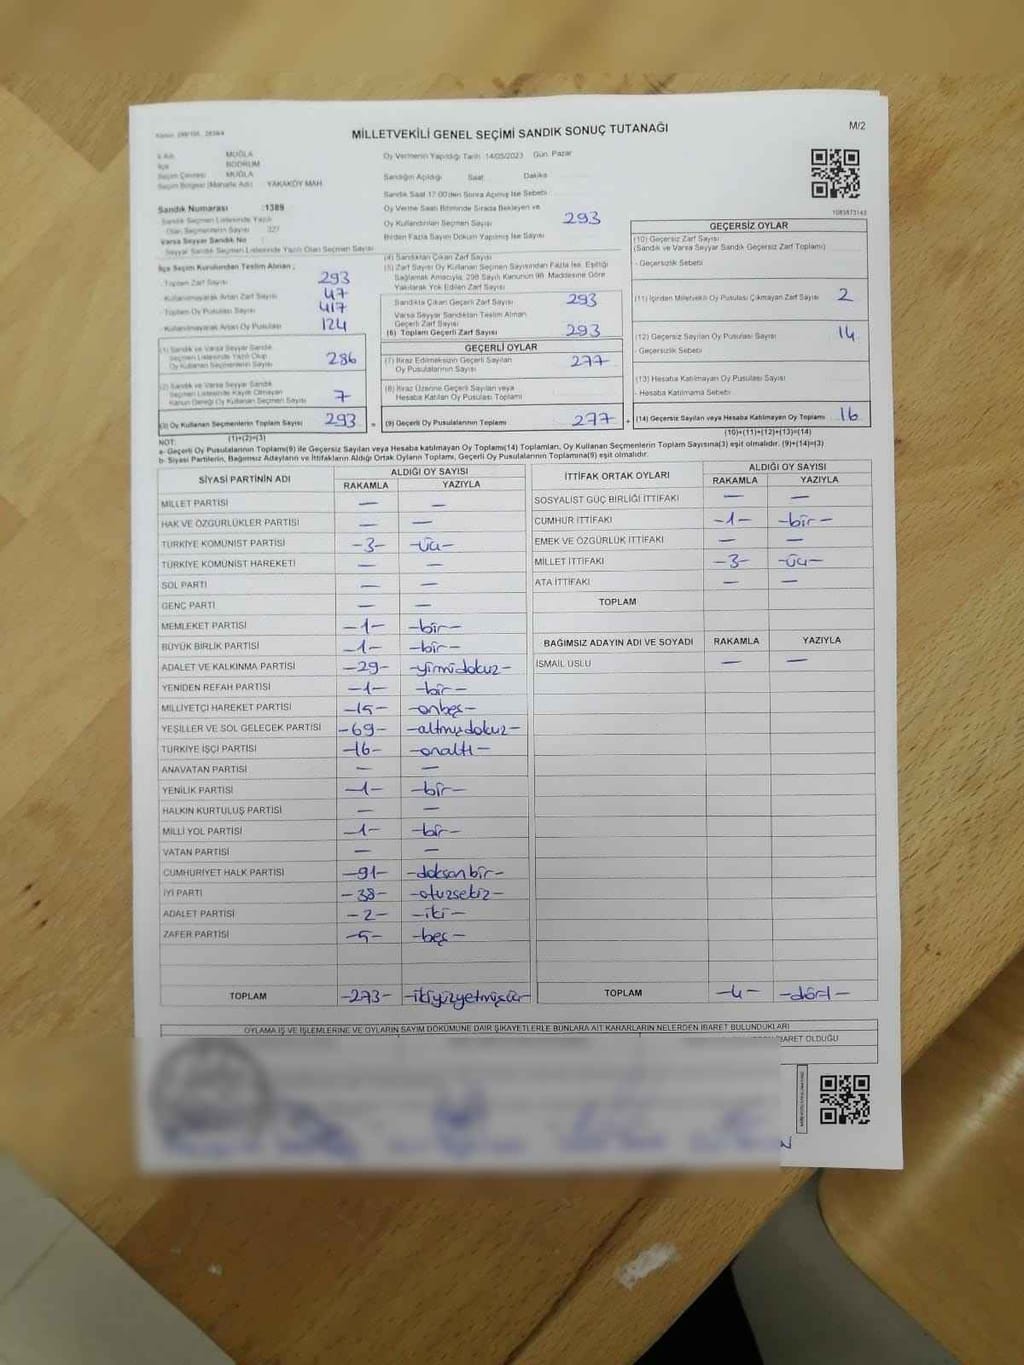 MİLLETVEKİLİ GENEL SEÇİMİ SANDIK SONUÇ TUTANAĞI
M/2
İl Adı MUĞLA
İlçe BODRUM
Seçim Çevresi MUĞLA
Seçim Bölgesi (Mahalle Adı) YAKAKÖY MAH.
Sandık Numarası :1389
Sandık Seçmen Listesinde Yazılı
Olan Seçmenlerin Sayısı 327
Varsa Seyyar Sandık No
Seyyar Sandık Seçmen Listesinde Yazılı Olan Seçmen Sayısı
Oy Vermenin Yapıldığı Tarih 14/05/2023 Gün. Pazar
Sandığın Açıldığı Saat Dakika
Sandık Saat 17:00'den Sonra Açılmış İse Sebebi
Oy Verme Saati Bitiminde Sırada Bekleyen ve
Oy Kullandırılan Seçmen Sayısı 293
Birden Fazla Sayım Döküm Yapılmış İse Sayısı
1083873143
İlçe Seçim Kurulundan Teslim Alınan ;
-Toplam Zarf Sayısı 293
-Kullanılmayarak Artan Zarf Sayısı 47
-Toplam Oy Pusulası Sayısı 417
-Kullanılmayarak Artan Oy Pusulası 124
(1) Sandık ve Varsa Seyyar Sandık
Seçmen Listesinde Yazılı Olup
Oy Kullanan Seçmenlerin Sayısı 286
(2) Sandık ve Varsa Seyyar Sandık
Seçmen Listesinde Kaydı Olmayan
Kanun Gereği Oy Kullanan Seçmen Sayısı 7
(3) Oy Kullanan Seçmenlerin Toplam Sayısı 293
(1)+(2)=(3)
(4) Sandıktan Çıkan Zarf Sayısı
(5) Zarf Sayısı Oy Kullanan Seçmen Sayısından Fazla İse, Eşitliği
Sağlamak Amacıyla, 298 Sayılı Kanunun 98. Maddesine Göre
Yakılarak Yok Edilen Zarf Sayısı
Sandıkta Çıkan Geçerli Zarf Sayısı 293
Varsa Seyyar Sandıktan Teslim Alınan
Geçerli Zarf Sayısı
(6) Toplam Geçerli Zarf Sayısı 293
GEÇERLİ OYLAR
(7) İtiraz Edilmeksizin Geçerli Sayılan
Oy Pusulalarının Sayısı 277
(8) İtiraz Üzerine Geçerli Sayılan veya
Hesaba Katılan Oy Pusulası Toplamı
= (9) Geçerli Oy Pusulalarının Toplamı 277
GEÇERSİZ OYLAR
(10) Geçersiz Zarf Sayısı
(Sandık ve Varsa Seyyar Sandık Geçersiz Zarf Toplamı)
- Geçersizlik Sebebi
(11) İçinden Milletvekili Oy Pusulası Çıkmayan Zarf Sayısı 2
(12) Geçersiz Sayılan Oy Pusulası Sayısı 14
- Geçersizlik Sebebi
(13) Hesaba Katılmayan Oy Pusulası Sayısı
- Hesaba Katılmama Sebebi
+ (14) Geçersiz Sayılan veya Hesaba Katılmayan Oy Toplamı 16
(10)+(11)+(12)+(13)=(14)
NOT:
a- Geçerli Oy Pusulalarının Toplamı(9) ile Geçersiz Sayılan veya Hesaba katılmayan Oy Toplamı(14) Toplamları, Oy Kullanan Seçmenlerin Toplam Sayısına(3) eşit olmalıdır. (9)+(14)=(3)
b- Siyasi Partilerin, Bağımsız Adayların ve İttifakların Aldığı Ortak Oyların Toplamı, Geçerli Oy Pusulalarının Toplamına(9) eşit olmalıdır.
SİYASİ PARTİNİN ADI ALDIĞI OY SAYISI
RAKAMLA YAZIYLA
MİLLET PARTİSİ — —
HAK VE ÖZGÜRLÜKLER PARTİSİ — —
TÜRKİYE KOMÜNİST PARTİSİ -3- -üç-
TÜRKİYE KOMÜNİST HAREKETİ — —
SOL PARTİ — —
GENÇ PARTİ — —
MEMLEKET PARTİSİ -1- -bir-
BÜYÜK BİRLİK PARTİSİ -1- -bir-
ADALET VE KALKINMA PARTİSİ -29- -yirmidokuz-
YENİDEN REFAH PARTİSİ -1- -bir-
MİLLİYETÇİ HAREKET PARTİSİ -15- -onbeş-
YEŞİLLER VE SOL GELECEK PARTİSİ -69- -altmışdokuz-
TÜRKİYE İŞÇİ PARTİSİ -16- -onaltı-
ANAVATAN PARTİSİ — —
YENİLİK PARTİSİ -1- -bir-
HALKIN KURTULUŞ PARTİSİ — —
MİLLİ YOL PARTİSİ -1- -bir-
VATAN PARTİSİ — —
CUMHURİYET HALK PARTİSİ -91- -doksanbir-
İYİ PARTİ -38- -otuzsekiz-
ADALET PARTİSİ -2- -iki-
ZAFER PARTİSİ -5- -beş-
TOPLAM -273- -ikiyüzyetmişüç-
İTTİFAK ORTAK OYLARI ALDIĞI OY SAYISI
RAKAMLA YAZIYLA
SOSYALİST GÜÇ BİRLİĞİ İTTİFAKI — —
CUMHUR İTTİFAKI -1- -bir-
EMEK VE ÖZGÜRLÜK İTTİFAKI — —
MİLLET İTTİFAKI -3- -üç-
ATA İTTİFAKI — —
TOPLAM
BAĞIMSIZ ADAYIN ADI VE SOYADI RAKAMLA YAZIYLA
İSMAİL USLU — —
TOPLAM -4- -dört-
OYLAMA İŞ VE İŞLEMLERİNE VE OYLARIN SAYIM DÖKÜMÜNE DAİR ŞİKAYETLERLE BUNLARA AİT KARARLARIN NELERDEN İBARET BULUNDUKLARI
İBARET OLDUĞU